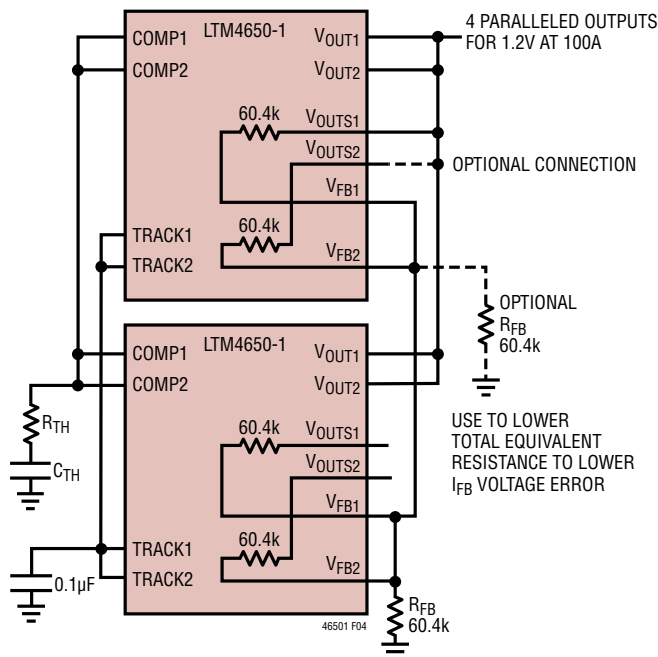 LTM4650-1
COMP1
COMP2
VOUT1
VOUT2
4 PARALLELED OUTPUTS
FOR 1.2V AT 100A
60.4k
VOUTS1
VOUTS2
OPTIONAL CONNECTION
VFB1
60.4k
VFB2
TRACK1
TRACK2
OPTIONAL
RFB
60.4k
LTM4650-1
COMP1
COMP2
VOUT1
VOUT2
RTH
CTH
USE TO LOWER
TOTAL EQUIVALENT
RESISTANCE TO LOWER
IFB VOLTAGE ERROR
60.4k
VOUTS1
VOUTS2
VFB1
60.4k
VFB2
TRACK1
TRACK2
0.1µF
RFB
60.4k
46501 F04